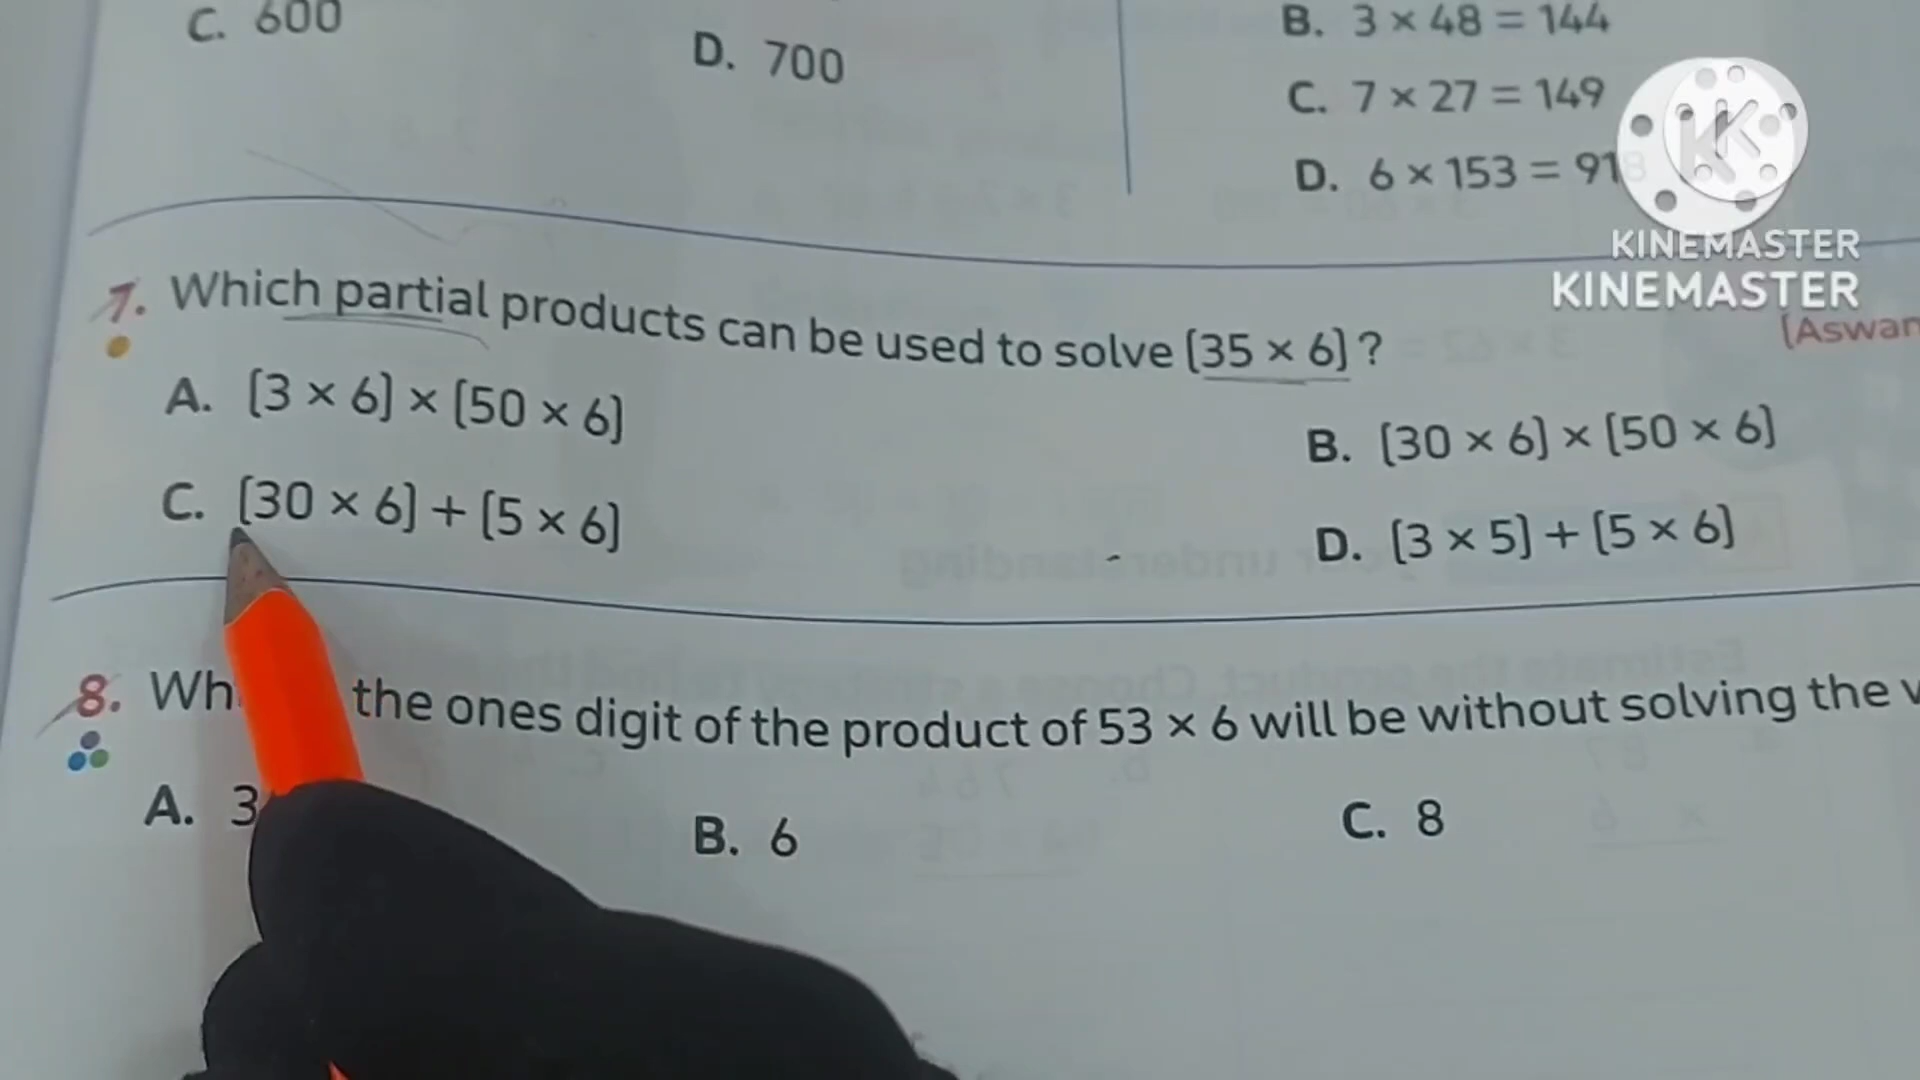 C. 600
D. 700
B. 3 × 48 = 144
C. 7 × 27 = 149
D. 6 × 153 = 918
KINEMASTER
KINEMASTER
7. Which partial products can be used to solve (35 × 6) ?
(Aswan
A. (3 × 6) × (50 × 6)
B. (30 × 6) × (50 × 6)
C. (30 × 6) + (5 × 6)
D. (3 × 5) + (5 × 6)
8. Wh the ones digit of the product of 53 × 6 will be without solving the
A. 3
B. 6
C. 8